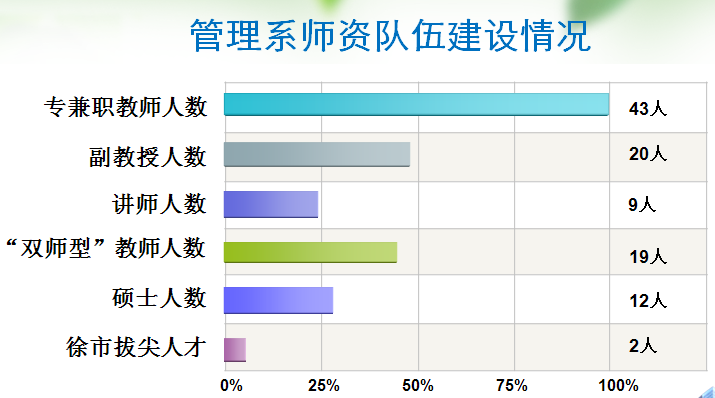 管理系师资队伍建设情况
专兼职教师人数 43人
副教授人数 20人
讲师人数 9人
“双师型”教师人数 19人
硕士人数 12人
徐市拔尖人才 2人
0% 25% 50% 75% 100%